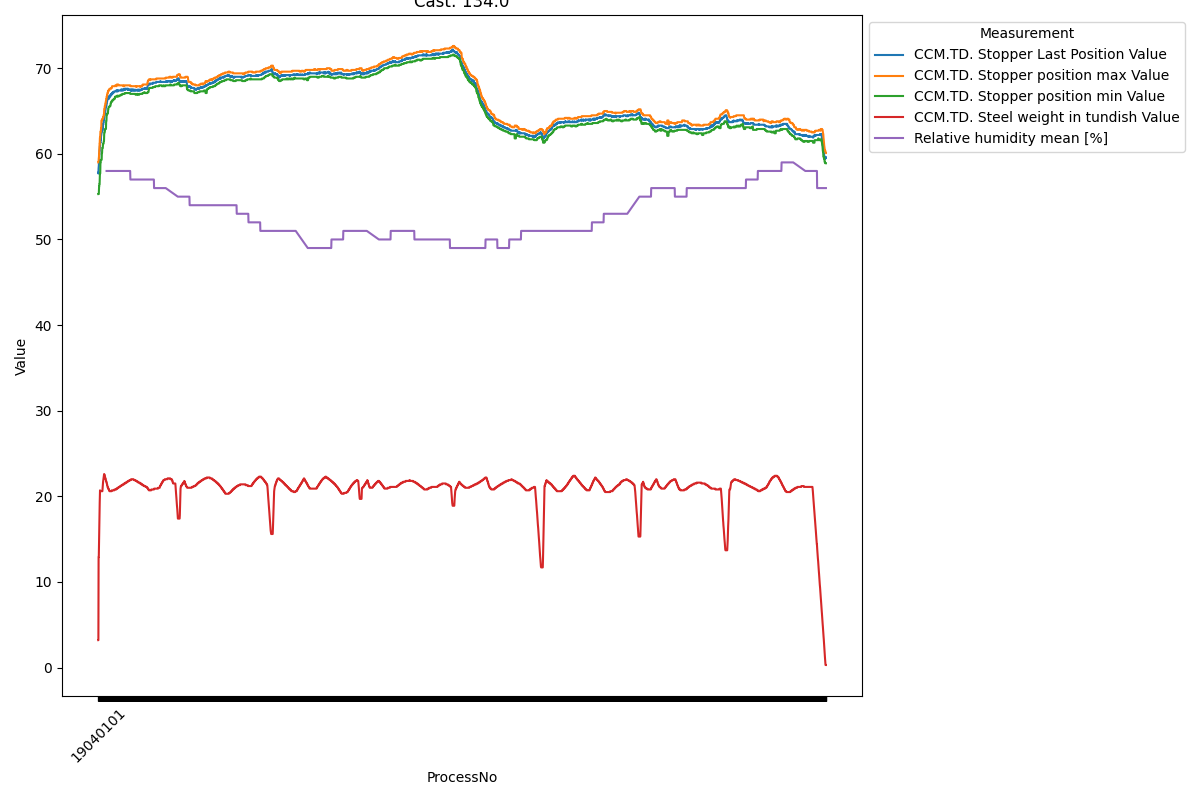 Cast: 134.0
Measurement
CCM.TD. Stopper Last Position Value
CCM.TD. Stopper position max Value
CCM.TD. Stopper position min Value
CCM.TD. Steel weight in tundish Value
Relative humidity mean [%]
70
60
50
40
30
20
10
0
Value
19040101
ProcessNo